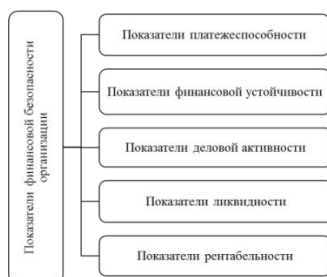 Показатели финансовой безопасности
организации
Показатели платежеспособности
Показатели финансовой устойчивости
Показатели деловой активности
Показатели ликвидности
Показатели рентабельности